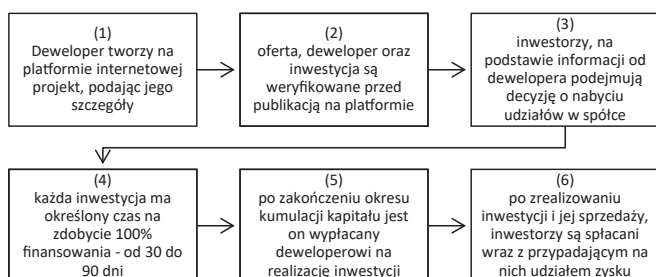 (1)
Deweloper tworzy na
platformie internetowej
projekt, podając jego
szczegóły
(2)
oferta, deweloper oraz
inwestycja są
weryfikowane przed
publikacją na platformie
(3)
inwestorzy, na
podstawie informacji od
dewelopera podejmują
decyzję o nabyciu
udziałów w spółce
(4)
każda inwestycja ma
określony czas na
zdobycie 100%
finansowania - od 30 do
90 dni
(5)
po zakończeniu okresu
kumulacji kapitału jest
on wypłacany
deweloperowi na
realizację inwestycji
(6)
po zrealizowaniu
inwestycji i jej sprzedaży,
inwestorzy są spłacani
wraz z przypadającym na
nich udziałem zysku